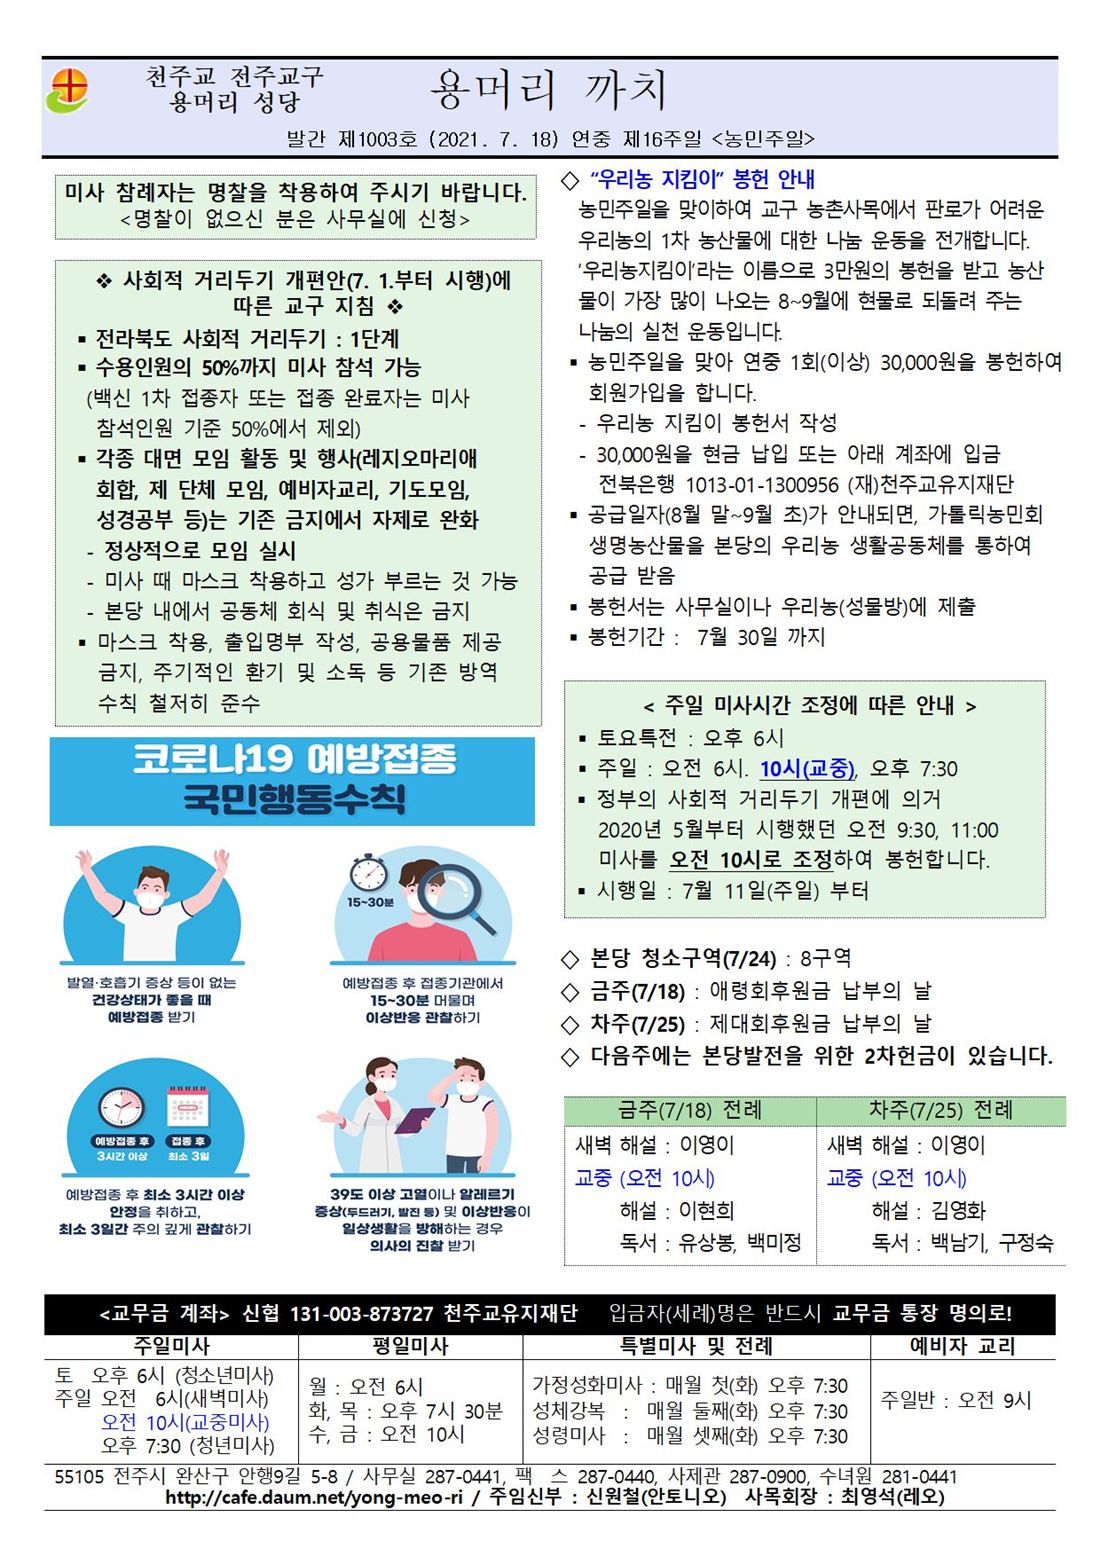 천주교 전주교구
용머리 성당
용머리 까치
발간 제1003호 (2021. 7. 18) 연중 제16주일 <농민주일>
미사 참례자는 명찰을 착용하여 주시기 바랍니다.
<명찰이 없으신 분은 사무실에 신청>
❖ 사회적 거리두기 개편안(7. 1.부터 시행)에
따른 교구 지침 ❖
▪ 전라북도 사회적 거리두기 : 1단계
▪ 수용인원의 50%까지 미사 참석 가능
(백신 1차 접종자 또는 접종 완료자는 미사
참석인원 기준 50%에서 제외)
▪ 각종 대면 모임 활동 및 행사(레지오마리애
회합, 제 단체 모임, 예비자교리, 기도모임,
성경공부 등)는 기존 금지에서 자제로 완화
- 정상적으로 모임 실시
- 미사 때 마스크 착용하고 성가 부르는 것 가능
- 본당 내에서 공동체 회식 및 취식은 금지
▪ 마스크 착용, 출입명부 작성, 공용물품 제공
금지, 주기적인 환기 및 소독 등 기존 방역
수칙 철저히 준수
코로나19 예방접종
국민행동수칙
발열·호흡기 증상 등이 없는
건강상태가 좋을 때
예방접종 받기
15~30분
예방접종 후 접종기관에서
15~30분 머물며
이상반응 관찰하기
예방접종 후
3시간 이상
접종 후
최소 3일
예방접종 후 최소 3시간 이상
안정을 취하고,
최소 3일간 주의 깊게 관찰하기
39도 이상 고열이나 알레르기
증상(두드러기, 발진 등) 및 이상반응이
일상생활을 방해하는 경우
의사의 진찰 받기
◇ “우리농 지킴이” 봉헌 안내
농민주일을 맞이하여 교구 농촌사목에서 판로가 어려운
우리농의 1차 농산물에 대한 나눔 운동을 전개합니다.
‘우리농지킴이’라는 이름으로 3만원의 봉헌을 받고 농산
물이 가장 많이 나오는 8~9월에 현물로 되돌려 주는
나눔의 실천 운동입니다.
▪ 농민주일을 맞아 연중 1회(이상) 30,000원을 봉헌하여
회원가입을 합니다.
- 우리농 지킴이 봉헌서 작성
- 30,000원을 현금 납입 또는 아래 계좌에 입금
전북은행 1013-01-1300956 (재)천주교유지재단
▪ 공급일자(8월 말~9월 초)가 안내되면, 가톨릭농민회
생명농산물을 본당의 우리농 생활공동체를 통하여
공급 받음
▪ 봉헌서는 사무실이나 우리농(성물방)에 제출
▪ 봉헌기간 : 7월 30일 까지
< 주일 미사시간 조정에 따른 안내 >
▪ 토요특전 : 오후 6시
▪ 주일 : 오전 6시. 10시(교중), 오후 7:30
▪ 정부의 사회적 거리두기 개편에 의거
2020년 5월부터 시행했던 오전 9:30, 11:00
미사를 오전 10시로 조정하여 봉헌합니다.
▪ 시행일 : 7월 11일(주일) 부터
◇ 본당 청소구역(7/24) : 8구역
◇ 금주(7/18) : 애령회후원금 납부의 날
◇ 차주(7/25) : 제대회후원금 납부의 날
◇ 다음주에는 본당발전을 위한 2차헌금이 있습니다.
금주(7/18) 전례
새벽 해설 : 이영이
교중 (오전 10시)
해설 : 이현희
독서 : 유상봉, 백미정
차주(7/25) 전례
새벽 해설 : 이영이
교중 (오전 10시)
해설 : 김영화
독서 : 백남기, 구정숙
<교무금 계좌> 신협 131-003-873727 천주교유지재단 입금자(세례)명은 반드시 교무금 통장 명의로!
주일미사
토 오후 6시 (청소년미사)
주일 오전 6시(새벽미사)
오전 10시(교중미사)
오후 7:30 (청년미사)
평일미사
월 : 오전 6시
화, 목 : 오후 7시 30분
수, 금 : 오전 10시
특별미사 및 전례
가정성화미사 : 매월 첫(화) 오후 7:30
성체강복 : 매월 둘째(화) 오후 7:30
성령미사 : 매월 셋째(화) 오후 7:30
예비자 교리
주일반 : 오전 9시
55105 전주시 완산구 안행9길 5-8 / 사무실 287-0441, 팩 스 287-0440, 사제관 287-0900, 수녀원 281-0441
http://cafe.daum.net/yong-meo-ri / 주임신부 : 신원철(안토니오) 사목회장 : 최영석(레오)